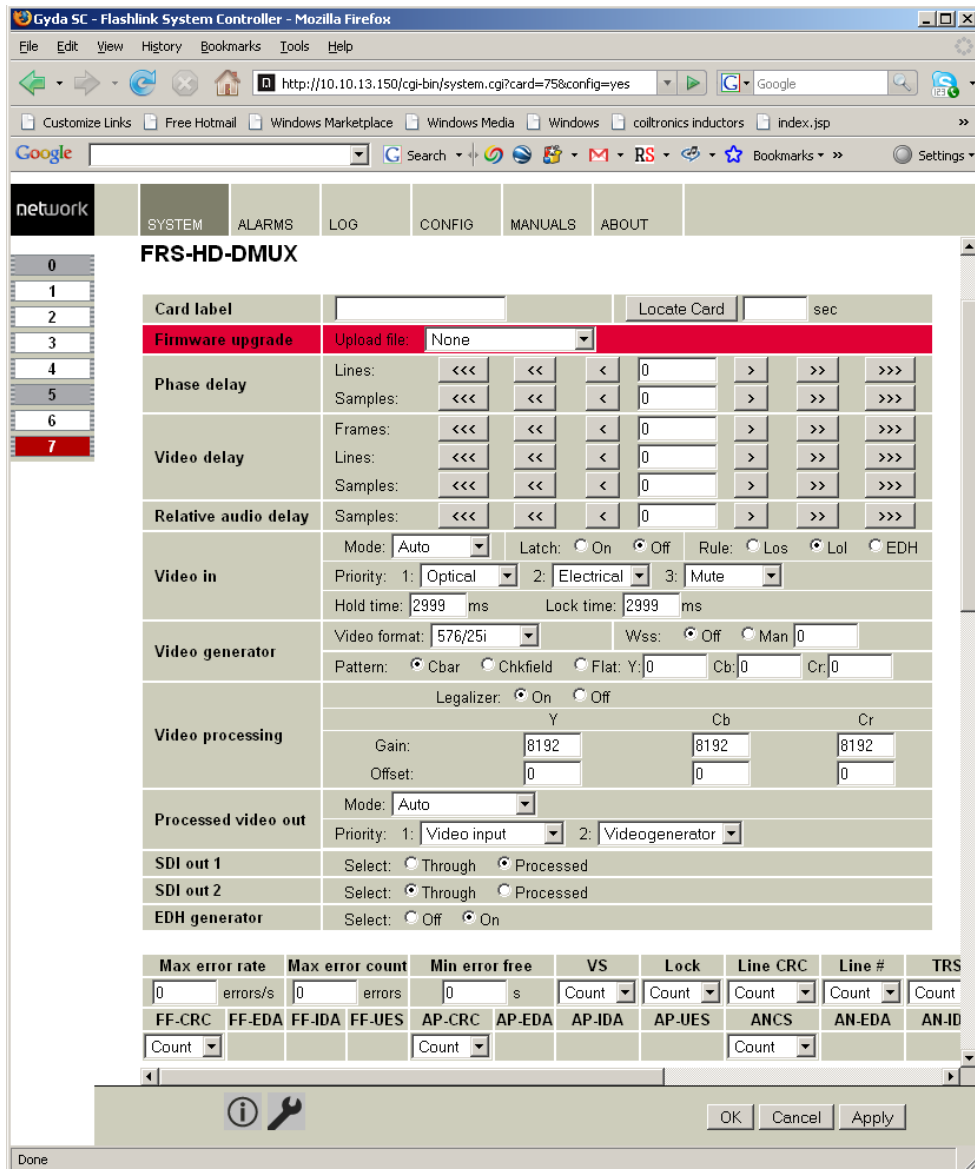 Gyda SC - Flashlink System Controller - Mozilla Firefox
File Edit View History Bookmarks Tools Help
http://10.10.13.150/cgi-bin/system.cgi?card=75&config=yes G Google 123
Customize Links Free Hotmail Windows Marketplace Windows Media Windows coiltronics inductors index.jsp »
Google G Search RS Bookmarks » Settings
network SYSTEM ALARMS LOG CONFIG MANUALS ABOUT
FRS-HD-DMUX
0
1
2
3
4
5
6
7
Card label Locate Card sec
Firmware upgrade Upload file: None
Phase delay Lines: <<< << < 0 > >> >>>
Samples: <<< << < 0 > >> >>>
Video delay Frames: <<< << < 0 > >> >>>
Lines: <<< << < 0 > >> >>>
Samples: <<< << < 0 > >> >>>
Relative audio delay Samples: <<< << < 0 > >> >>>
Video in Mode: Auto Latch: On Off Rule: Los Lol EDH
Priority: 1: Optical 2: Electrical 3: Mute
Hold time: 2999 ms Lock time: 2999 ms
Video generator Video format: 576/25i Wss: Off Man 0
Pattern: Cbar Chkfield Flat: Y: 0 Cb: 0 Cr: 0
Video processing Legalizer: On Off
Y Cb Cr
Gain: 8192 8192 8192
Offset: 0 0 0
Processed video out Mode: Auto
Priority: 1: Video input 2: Videogenerator
SDI out 1 Select: Through Processed
SDI out 2 Select: Through Processed
EDH generator Select: Off On
Max error rate Max error count Min error free VS Lock Line CRC Line # TRS
0 errors/s 0 errors 0 s Count Count Count Count Count
FF-CRC FF-EDA FF-IDA FF-UES AP-CRC AP-EDA AP-IDA AP-UES ANCS AN-EDA AN-ID
Count Count Count
OK Cancel Apply
Done